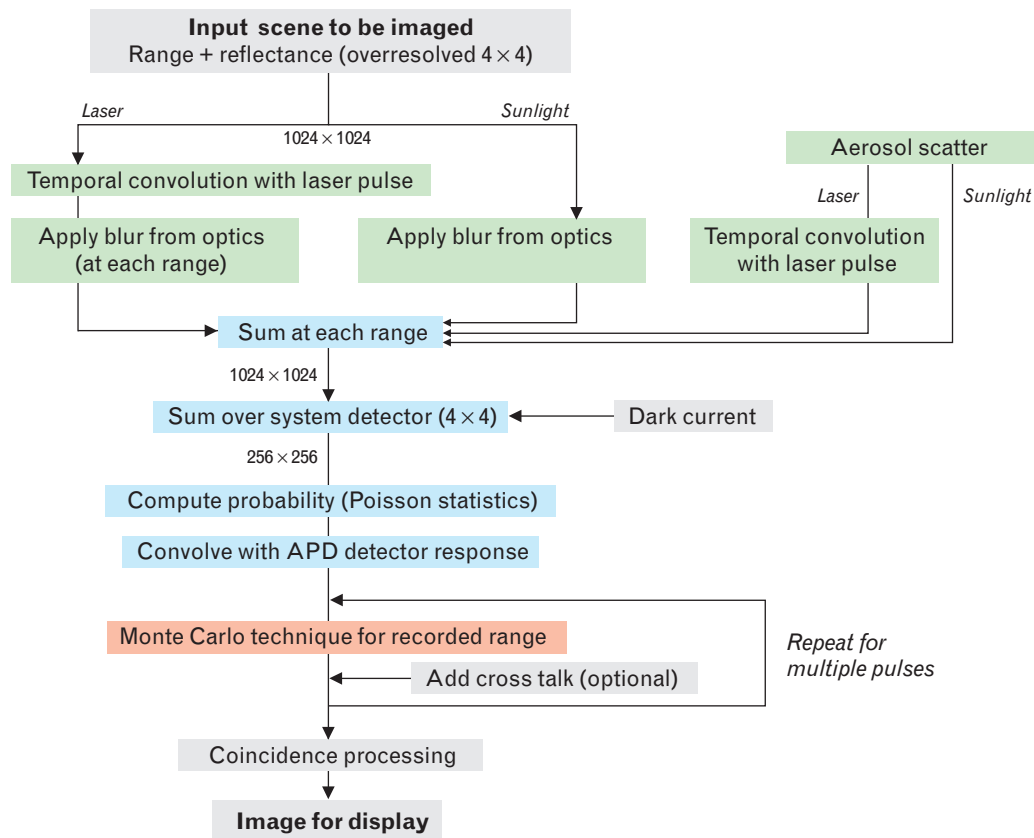 Input scene to be imaged
Range + reflectance (overresolved 4 × 4)
Laser
Sunlight
1024 × 1024
Aerosol scatter
Temporal convolution with laser pulse
Laser
Sunlight
Apply blur from optics
(at each range)
Apply blur from optics
Temporal convolution
with laser pulse
Sum at each range
1024 × 1024
Sum over system detector (4 × 4)
Dark current
256 × 256
Compute probability (Poisson statistics)
Convolve with APD detector response
Monte Carlo technique for recorded range
Repeat for
multiple pulses
Add cross talk (optional)
Coincidence processing
Image for display